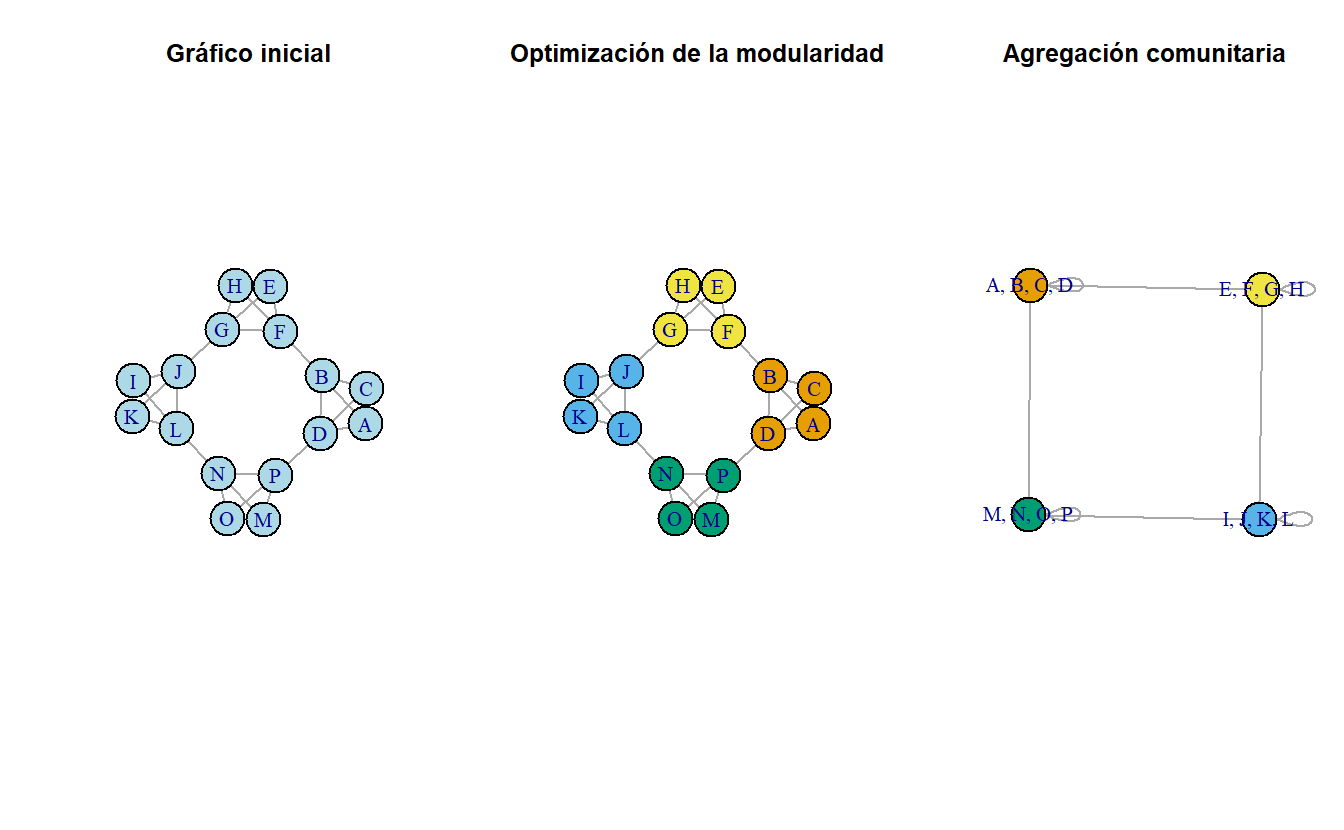 Gráfico inicial
Optimización de la modularidad
Agregación comunitaria
H E
G F
J B
I C
K A
L D
N P
O M
H E
G F
J B
I C
K A
L D
N P
O M
A, B, C, D
E, F, G, H
M, N, O, P
I, J, K, L